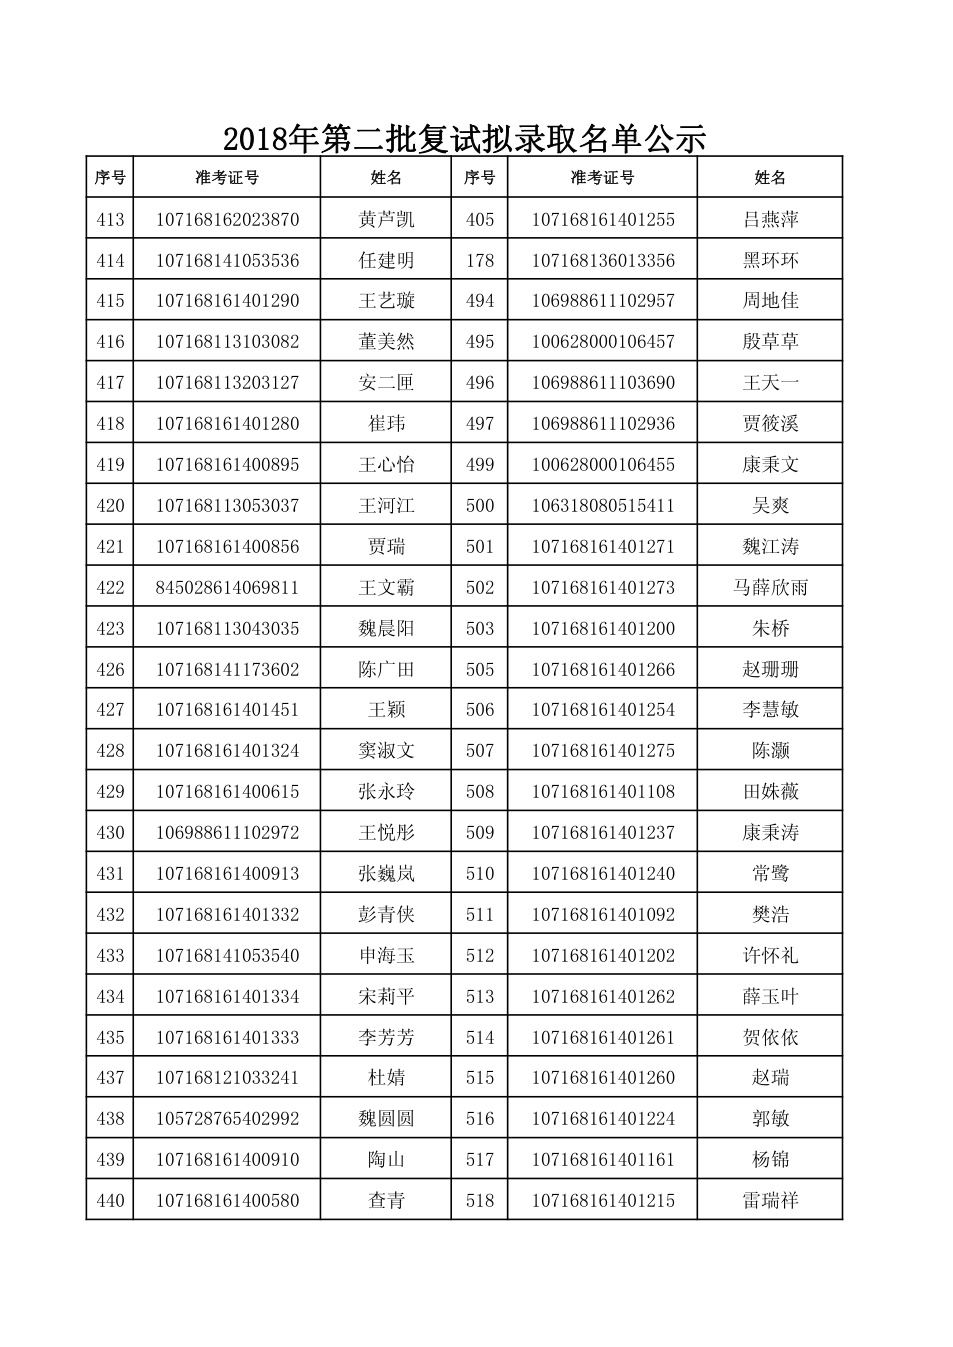 2018年第二批复试拟录取名单公示
序号 准考证号 姓名 序号 准考证号 姓名
413 107168162023870 黄芦凯 405 107168161401255 吕燕萍
414 107168141053536 任建明 178 107168136013356 黑环环
415 107168161401290 王艺璇 494 106988611102957 周地佳
416 107168113103082 董美然 495 100628000106457 殷草草
417 107168113203127 安二匣 496 106988611103690 王天一
418 107168161401280 崔玮 497 106988611102936 贾筱溪
419 107168161400895 王心怡 499 100628000106455 康秉文
420 107168113053037 王河江 500 106318080515411 吴爽
421 107168161400856 贾瑞 501 107168161401271 魏江涛
422 845028614069811 王文霸 502 107168161401273 马薛欣雨
423 107168113043035 魏晨阳 503 107168161401200 朱桥
426 107168141173602 陈广田 505 107168161401266 赵珊珊
427 107168161401451 王颖 506 107168161401254 李慧敏
428 107168161401324 窦淑文 507 107168161401275 陈灏
429 107168161400615 张永玲 508 107168161401108 田姝薇
430 106988611102972 王悦彤 509 107168161401237 康秉涛
431 107168161400913 张巍岚 510 107168161401240 常鹭
432 107168161401332 彭青侠 511 107168161401092 樊浩
433 107168141053540 申海玉 512 107168161401202 许怀礼
434 107168161401334 宋莉平 513 107168161401262 薛玉叶
435 107168161401333 李芳芳 514 107168161401261 贺依依
437 107168121033241 杜婧 515 107168161401260 赵瑞
438 105728765402992 魏圆圆 516 107168161401224 郭敏
439 107168161400910 陶山 517 107168161401161 杨锦
440 107168161400580 查青 518 107168161401215 雷瑞祥